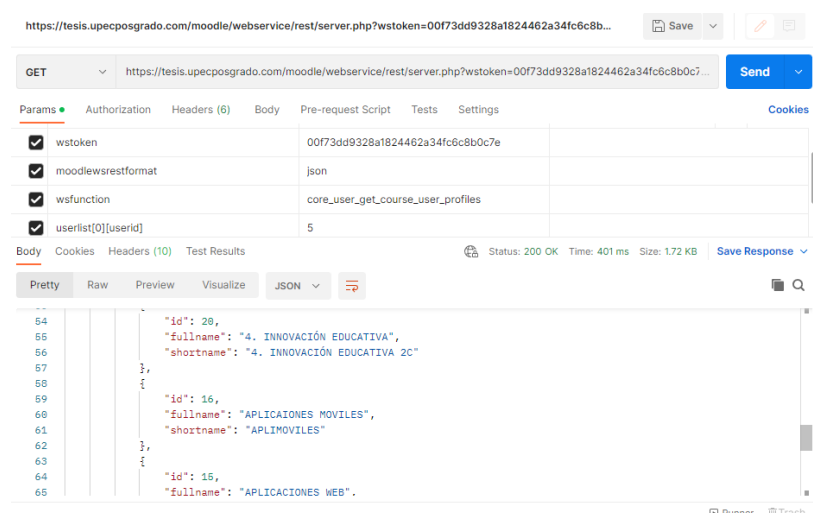 https://tesis.upecposgrado.com/moodle/webservice/rest/server.php?wstoken=00f73dd9328a1824462a34fc6c8b... Save
GET https://tesis.upecposgrado.com/moodle/webservice/rest/server.php?wstoken=00f73dd9328a1824462a34fc6c8b0c7... Send
Params Authorization Headers (6) Body Pre-request Script Tests Settings Cookies
wstoken 00f73dd9328a1824462a34fc6c8b0c7e
moodlewsrestformat json
wsfunction core_user_get_course_user_profiles
userlist[0][userid] 5
Body Cookies Headers (10) Test Results Status: 200 OK Time: 401 ms Size: 1.72 KB Save Response
Pretty Raw Preview Visualize JSON
54 "id": 20,
55 "fullname": "4. INNOVACIÓN EDUCATIVA",
56 "shortname": "4. INNOVACIÓN EDUCATIVA 2C"
57 },
58 {
59 "id": 16,
60 "fullname": "APLICAIONES MOVILES",
61 "shortname": "APLIMOVILES"
62 },
63 {
64 "id": 15,
65 "fullname": "APLICACIONES WEB",
Runner Trash